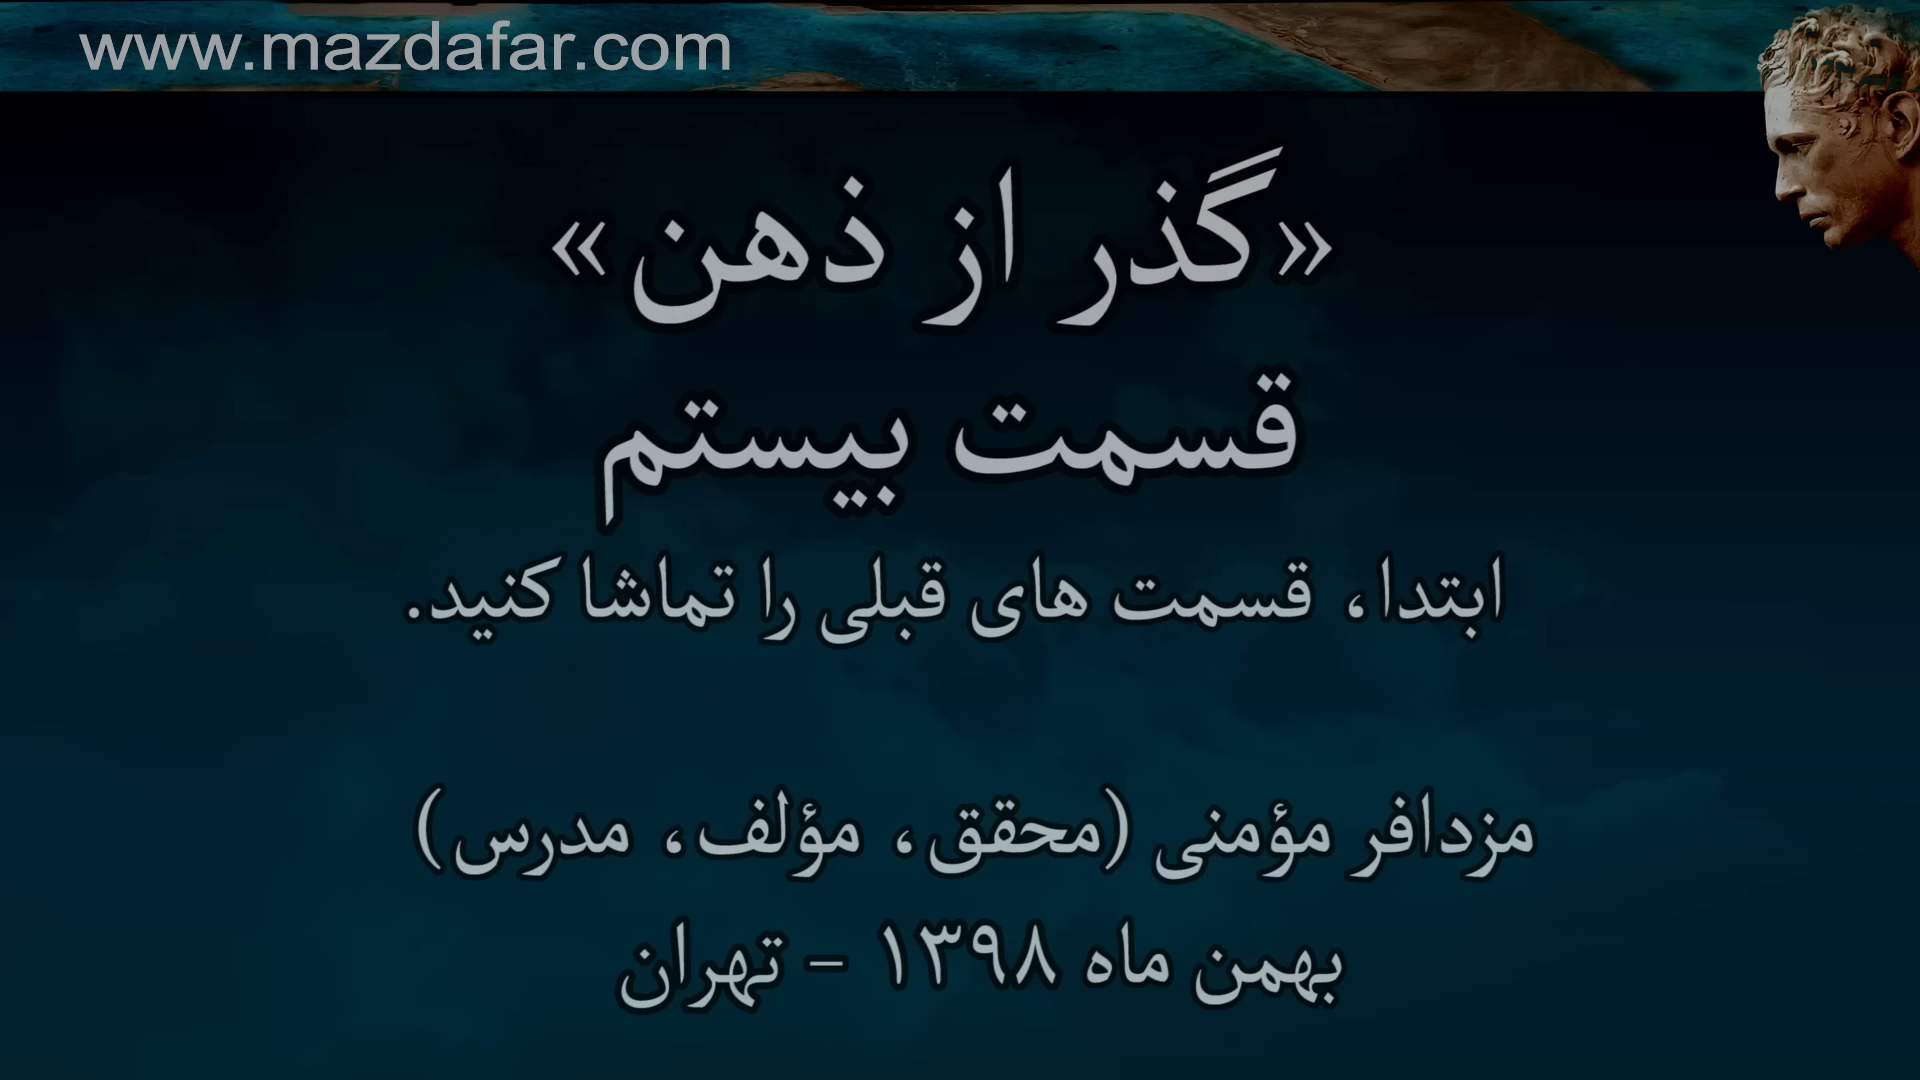 www.mazdafar.com
«گذر از ذهن»
قسمت بیستم
ابتدا، قسمت های قبلی را تماشا کنید.
مزدافر مؤمنی (محقق، مؤلف، مدرس)
بهمن ماه ۱۳۹۸ - تهران